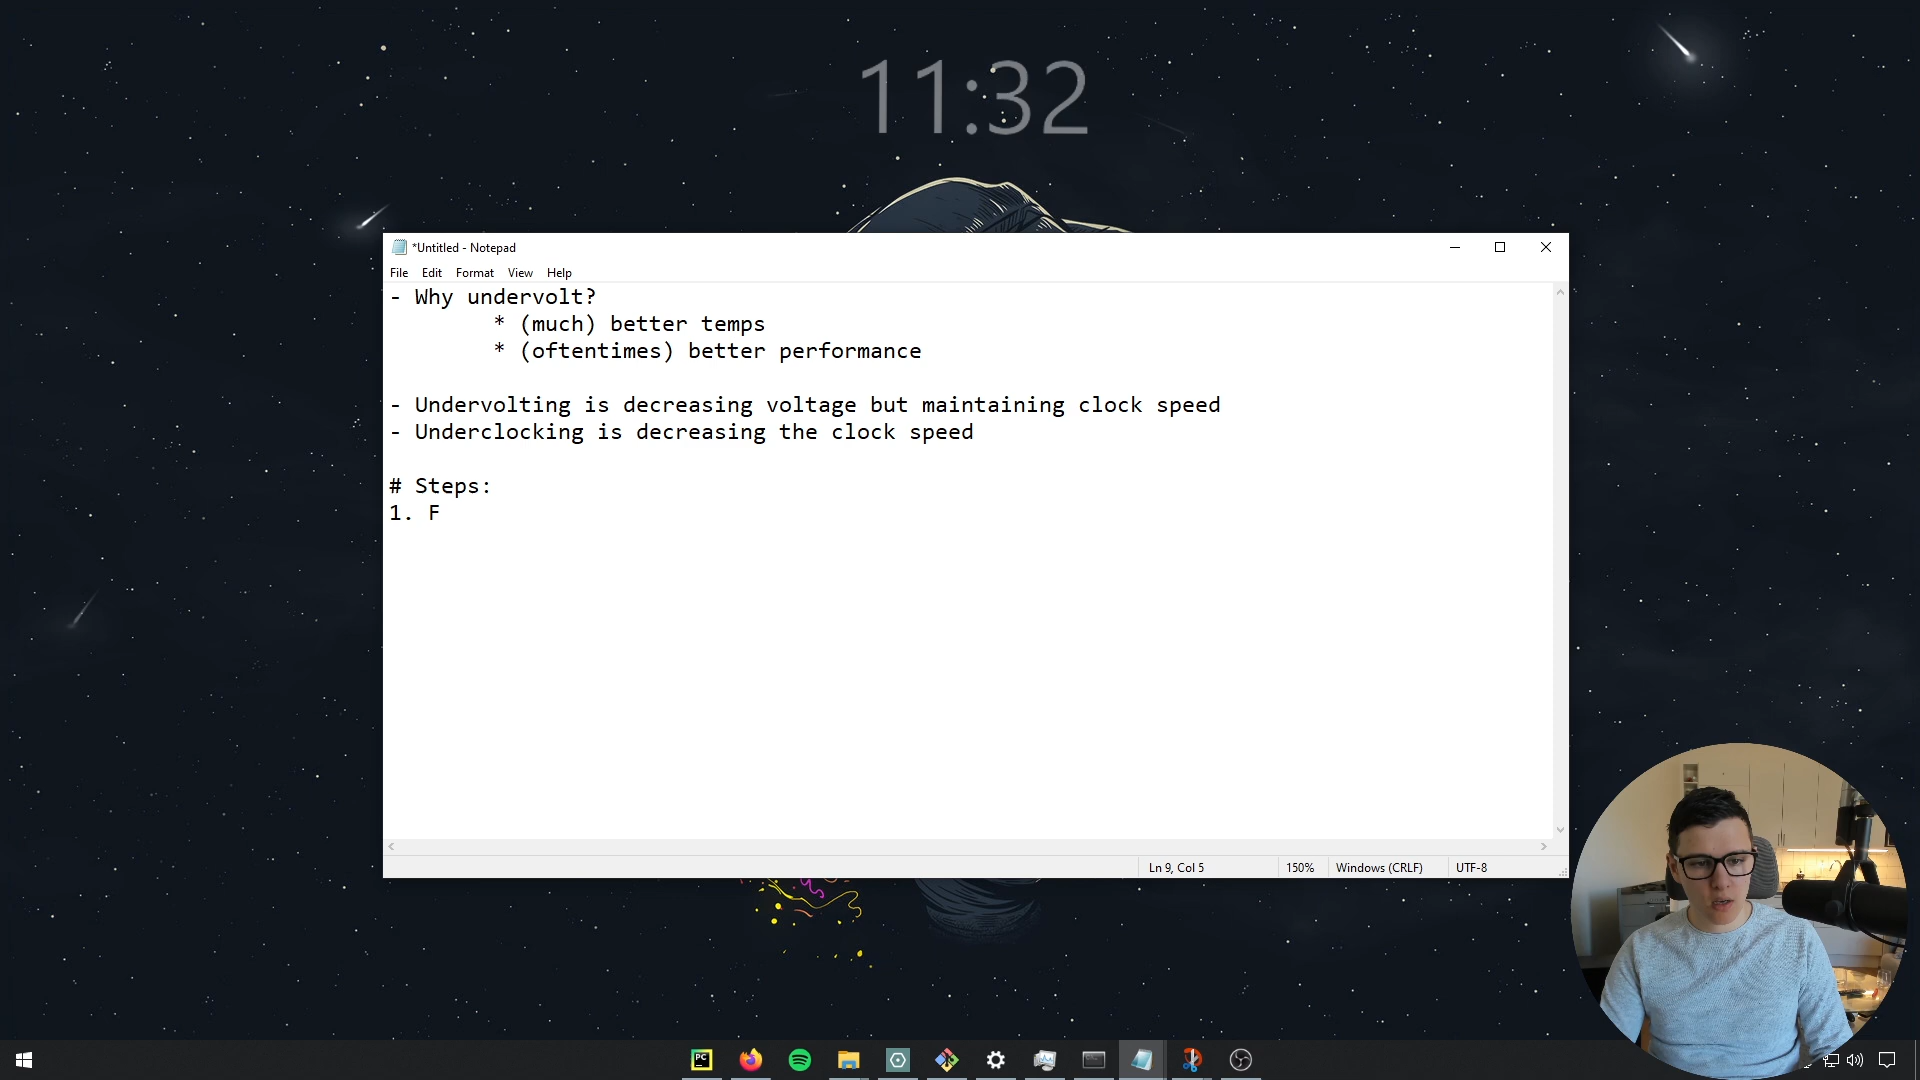 11:32
*Untitled - Notepad
File Edit Format View Help
- Why undervolt?
* (much) better temps
* (oftentimes) better performance
- Undervolting is decreasing voltage but maintaining clock speed
- Underclocking is decreasing the clock speed
# Steps:
1. F
Ln 9, Col 5 150% Windows (CRLF) UTF-8
PC